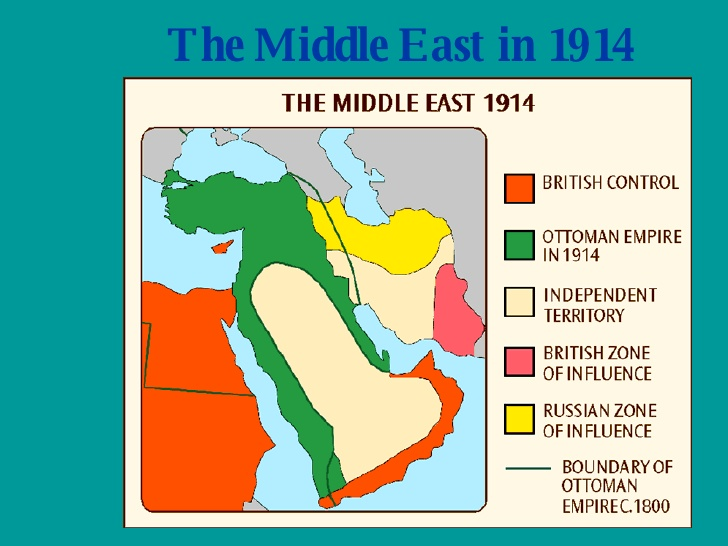 The Middle East in 1914
THE MIDDLE EAST 1914
BRITISH CONTROL
OTTOMAN EMPIRE
IN 1914
INDEPENDENT
TERRITORY
BRITISH ZONE
OF INFLUENCE
RUSSIAN ZONE
OF INFLUENCE
BOUNDARY OF
OTTOMAN
EMPIRE C.1800